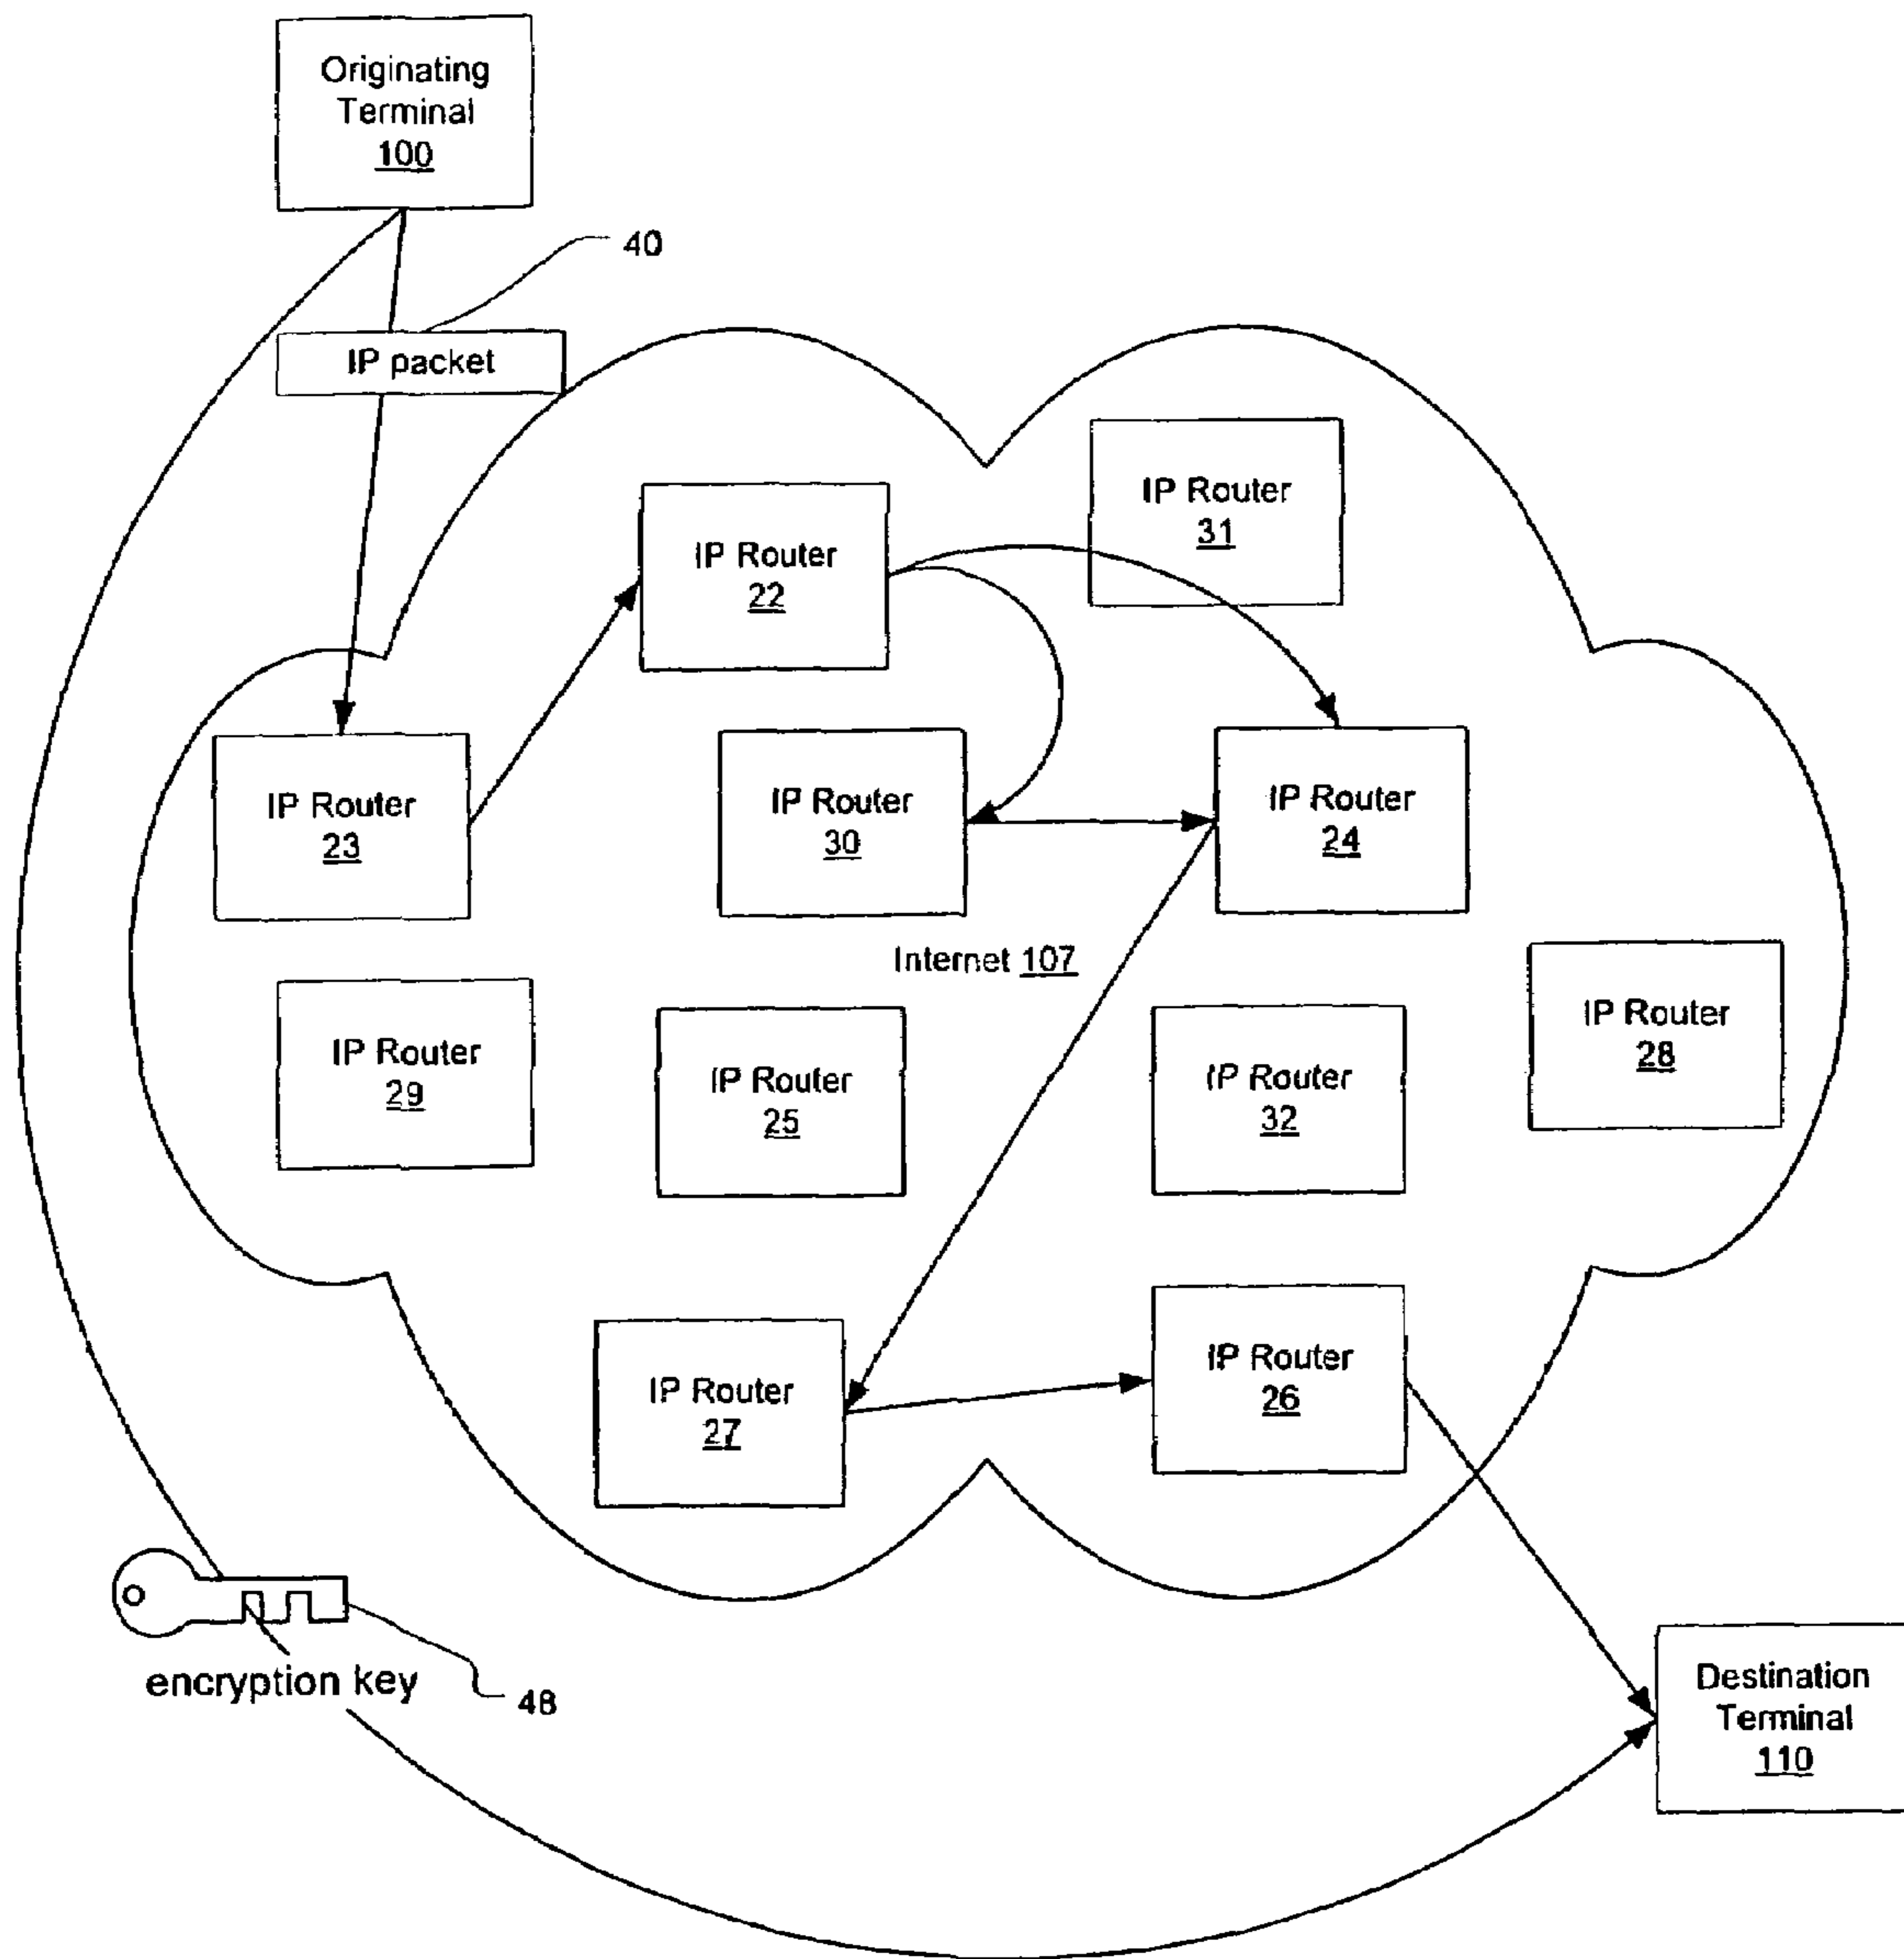 Originating
Terminal
100
40
IP packet
IP Router
31
IP Router
22
IP Router
23
IP Router
30
IP Router
24
Internet 107
IP Router
28
IP Router
29
IP Router
25
IP Router
32
IP Router
26
IP Router
27
encryption key
48
Destination
Terminal
110